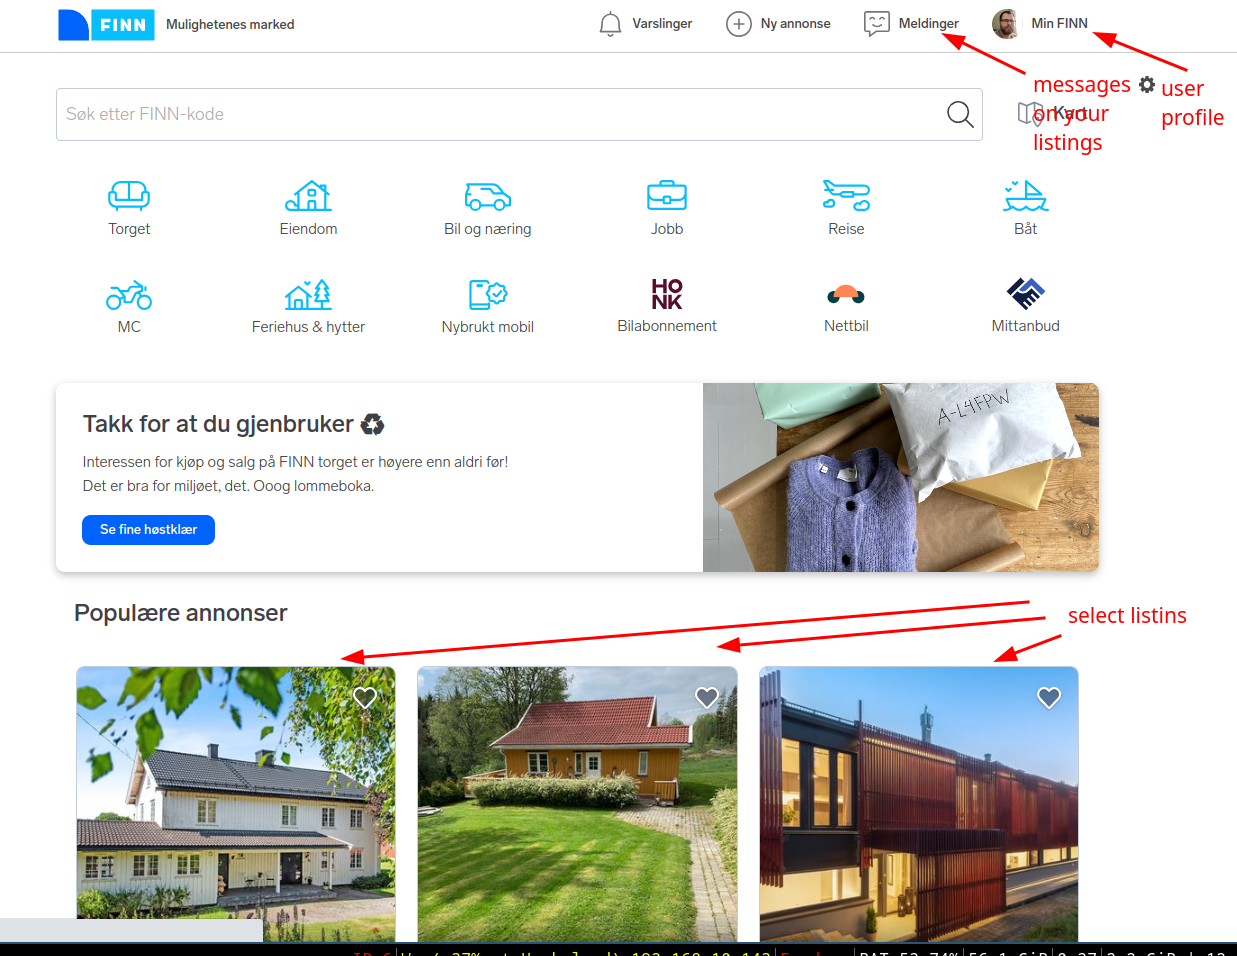 FINN Mulighetenes marked Varslinger Ny annonse Meldinger Min FINN
messages
on your
listings
user
profile
Søk etter FINN-kode
Kart
Torget Eiendom Bil og næring Jobb Reise Båt
HO
NK
MC Feriehus & hytter Nybrukt mobil Bilabonnement Nettbil Mittanbud
Takk for at du gjenbruker
Interessen for kjøp og salg på FINN torget er høyere enn aldri før!
Det er bra for miljøet, det. Ooog lommeboka.
Se fine høstklær
A-L4FPW
Populære annonser
select listins